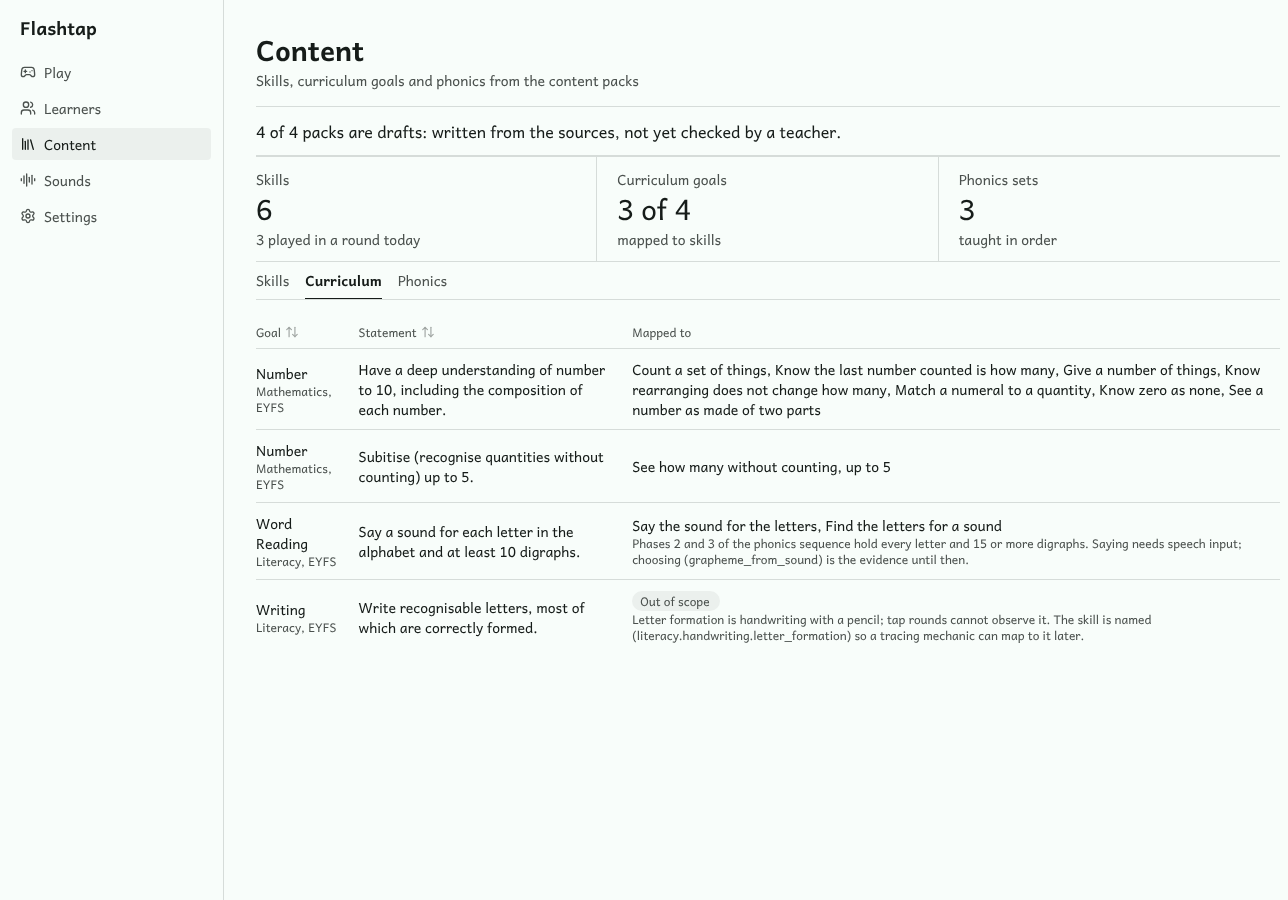 Flashtap
Play
Learners
Content
Sounds
Settings
Content
Skills, curriculum goals and phonics from the content packs
4 of 4 packs are drafts: written from the sources, not yet checked by a teacher.
Skills
6
3 played in a round today
Curriculum goals
3 of 4
mapped to skills
Phonics sets
3
taught in order
Skills Curriculum Phonics
Goal Statement Mapped to
Number
Mathematics,
EYFS
Have a deep understanding of number
to 10, including the composition of
each number.
Count a set of things, Know the last number counted is how many, Give a number of things, Know
rearranging does not change how many, Match a numeral to a quantity, Know zero as none, See a
number as made of two parts
Number
Mathematics,
EYFS
Subitise (recognise quantities without
counting) up to 5.
See how many without counting, up to 5
Word
Reading
Literacy, EYFS
Say a sound for each letter in the
alphabet and at least 10 digraphs.
Say the sound for the letters, Find the letters for a sound
Phases 2 and 3 of the phonics sequence hold every letter and 15 or more digraphs. Saying needs speech input;
choosing (grapheme_from_sound) is the evidence until then.
Writing
Literacy, EYFS
Write recognisable letters, most of
which are correctly formed.
Out of scope
Letter formation is handwriting with a pencil; tap rounds cannot observe it. The skill is named
(literacy.handwriting.letter_formation) so a tracing mechanic can map to it later.